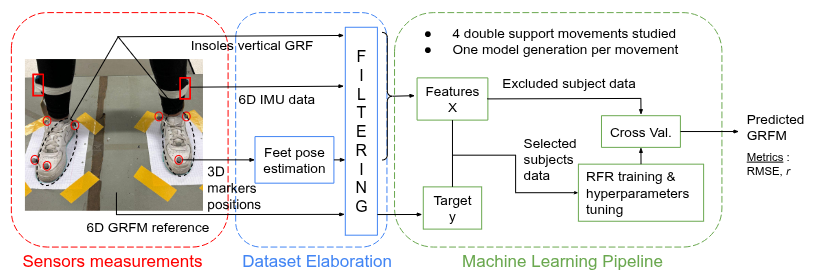 Insoles vertical GRF
6D IMU data
3D
markers
positions
6D GRFM reference
Sensors measurements
Feet pose
estimation
F
I
L
T
E
R
I
N
G
Dataset Elaboration
● 4 double support movements studied
● One model generation per movement
Features
X
Excluded subject data
Selected
subjects
data
Target
y
Cross Val.
RFR training &
hyperparameters
tuning
Machine Learning Pipeline
Predicted
GRFM
Metrics :
RMSE, r